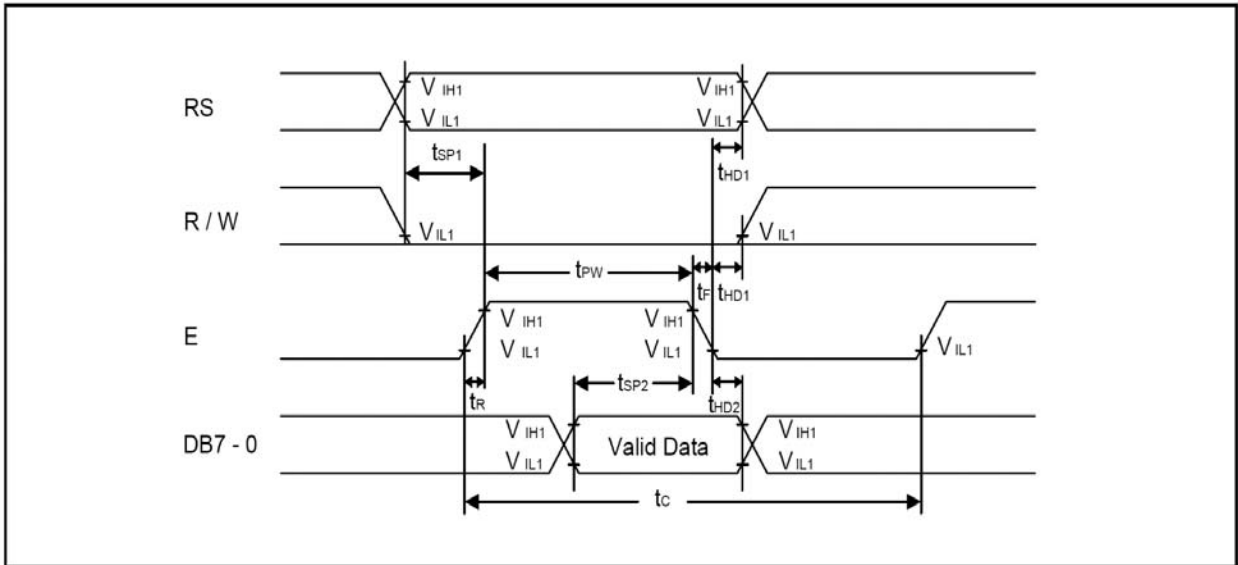 RS
V IH1
V IL1
V IH1
V IL1
tSP1
tHD1
R / W
V IL1
V IL1
tPW
tF
tHD1
E
V IH1
V IL1
V IH1
V IL1
V IL1
tR
tSP2
tHD2
DB7 - 0
V IH1
V IL1
Valid Data
V IH1
V IL1
tC